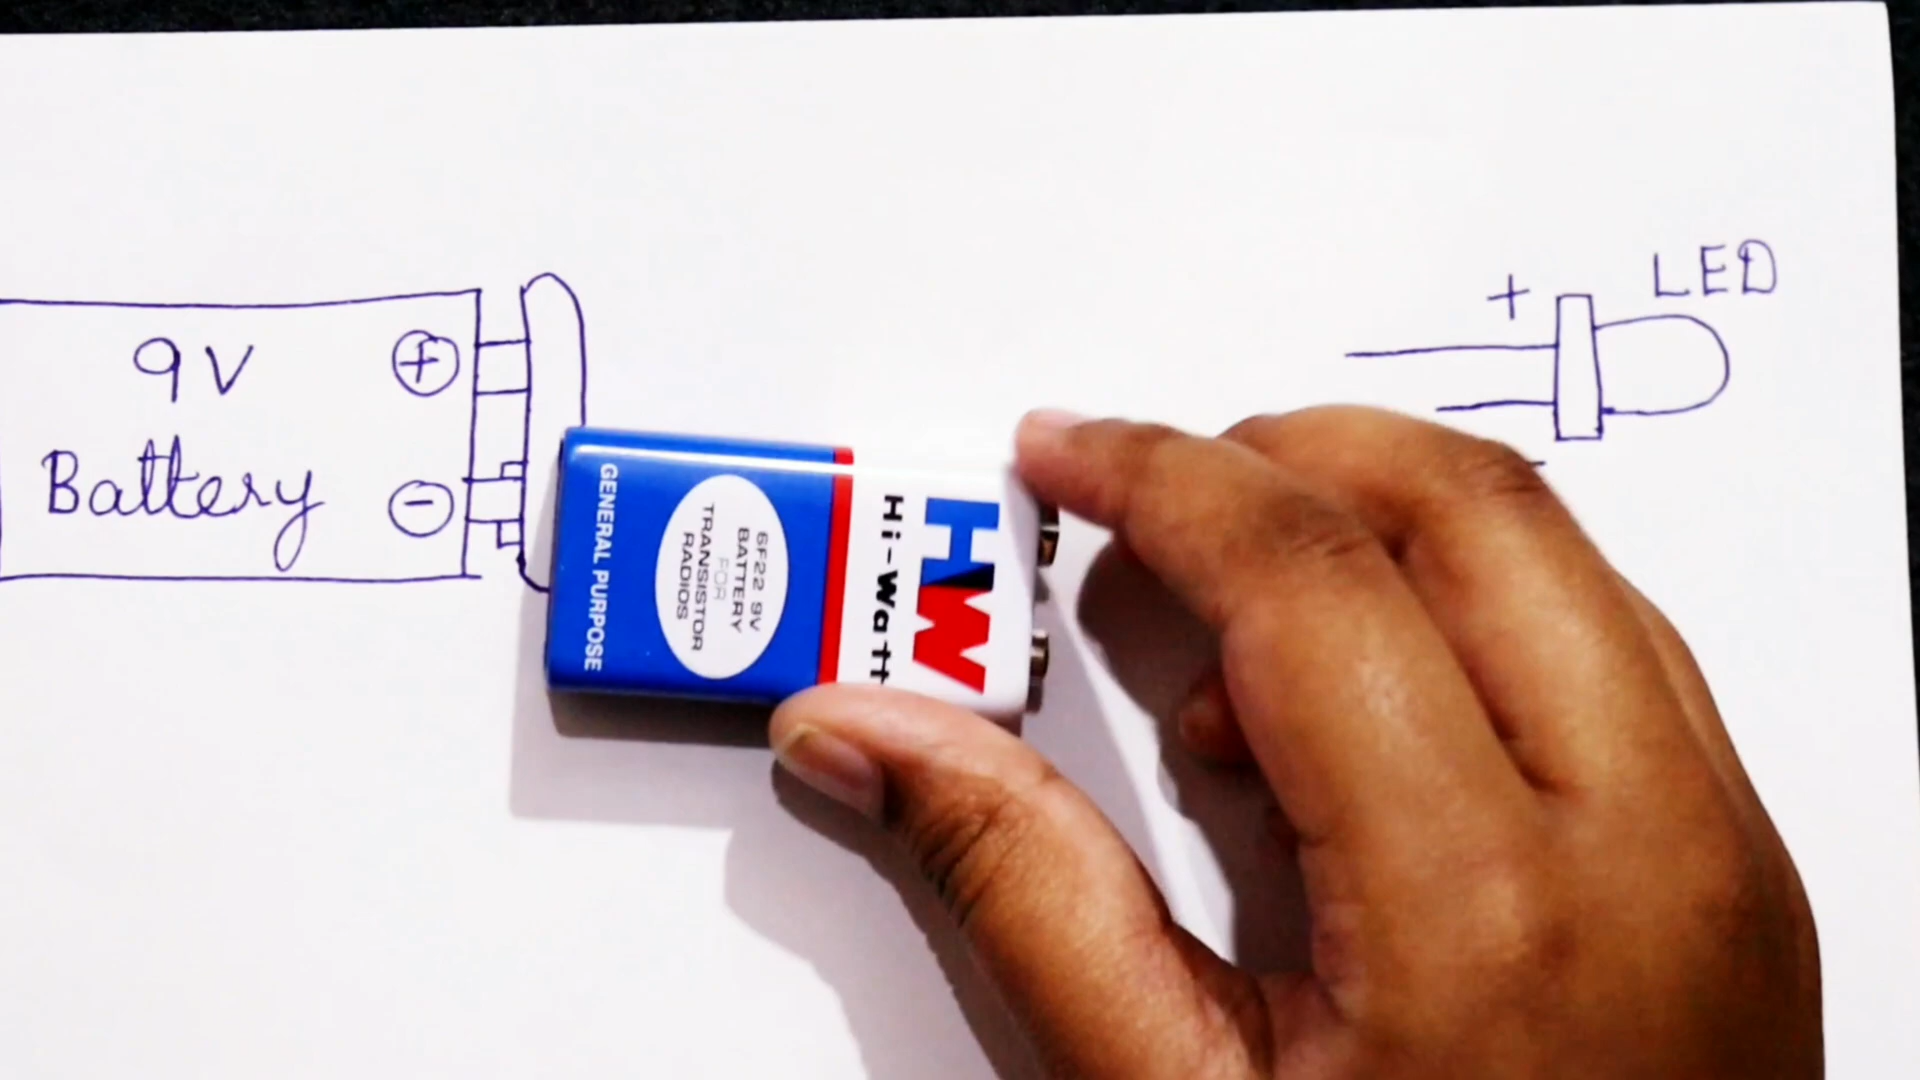 9V
Battery
+
-
+
LED
-
HW
Hi-Watt
6F22 9V
BATTERY
FOR
TRANSISTOR
RADIOS
GENERAL PURPOSE